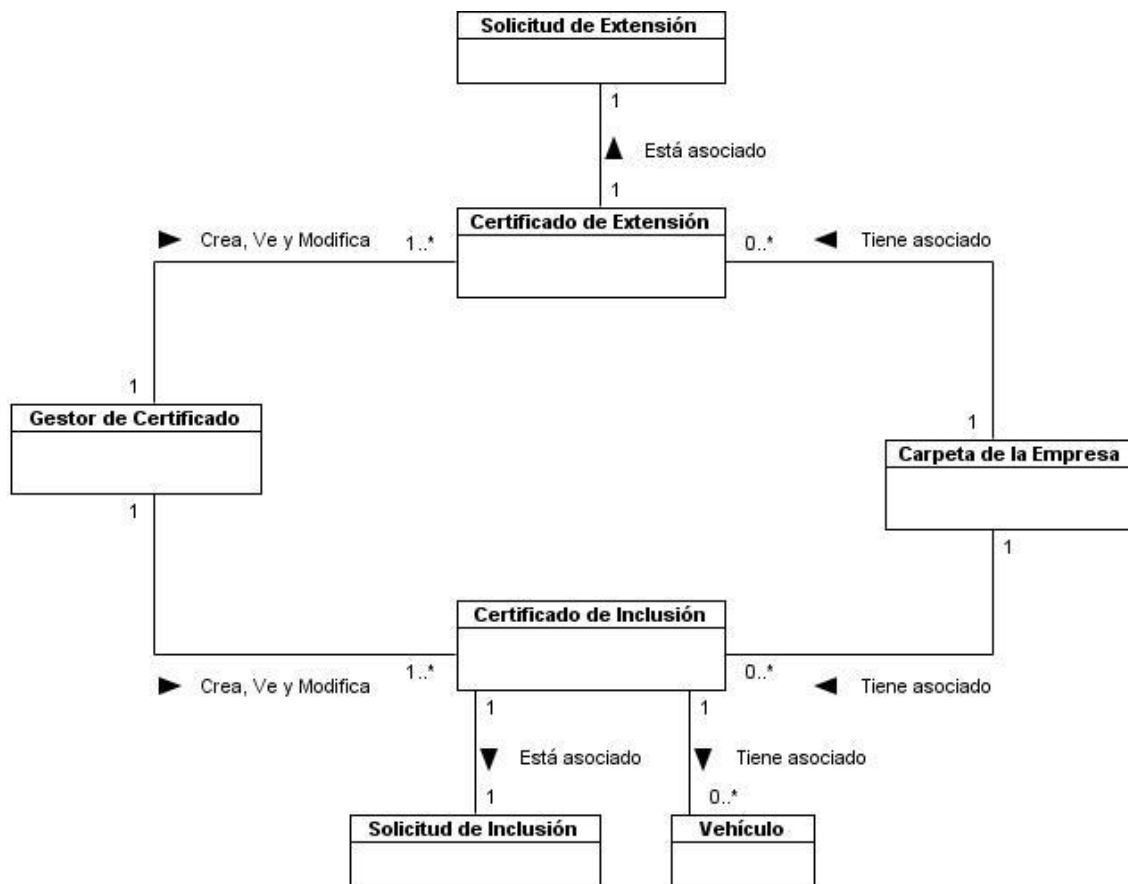 Solicitud de Extensión
1
Está asociado
1
Certificado de Extensión
Crea, Ve y Modifica
1..*
0..*
Tiene asociado
1
Gestor de Certificado
1
1
Carpeta de la Empresa
1
Certificado de Inclusión
Crea, Ve y Modifica
1..*
0..*
Tiene asociado
1
1
Está asociado
Tiene asociado
1
0..*
Solicitud de Inclusión
Vehículo